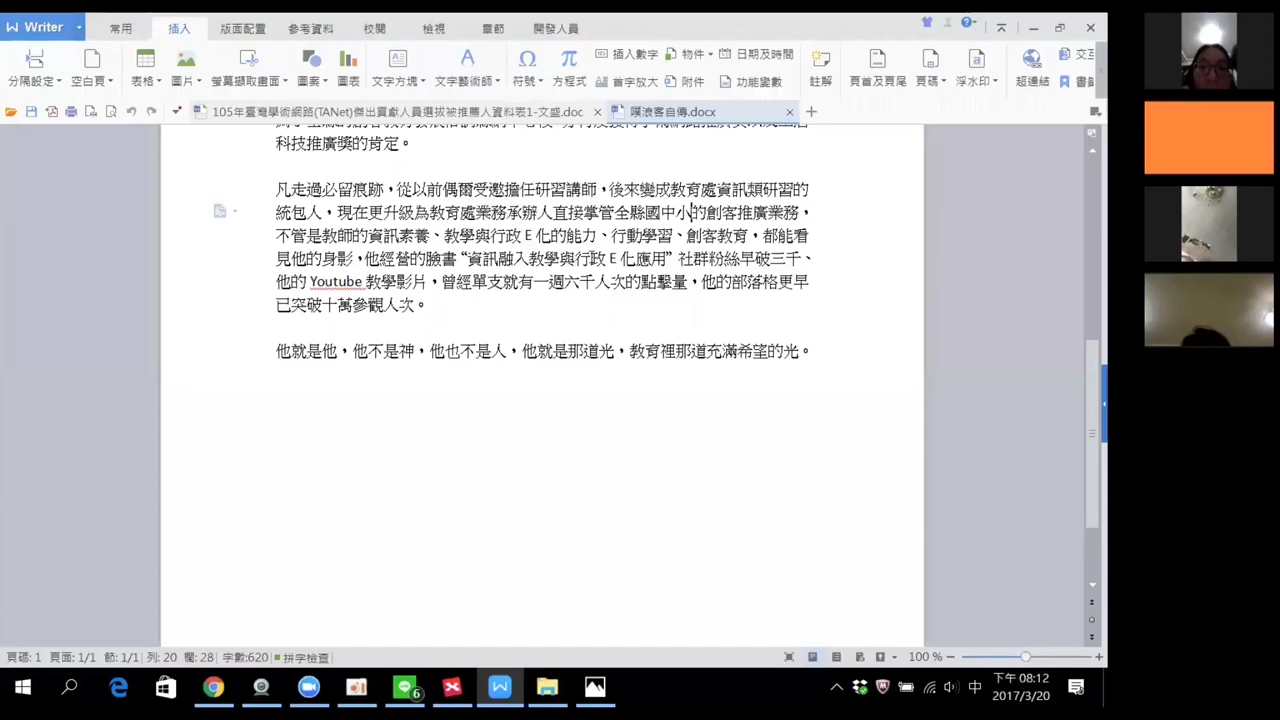 Writer 常用 插入 版面配置 參考資料 校閱 檢視 章節 開發人員
插入數字 物件 日期及時間
分隔設定 空白頁 表格 圖片 螢幕擷取畫面 圖案 圖表 文字方塊 文字藝術師 符號 方程式 首字放大 附件 功能變數 註解 頁首及頁尾 頁碼 浮水印 超連結
105年臺灣學術網路(TANet)傑出貢獻人員選拔被推薦人資料表1-文盛.doc 嘆浪客自傳.docx
科技推廣獎的肯定。
凡走過必留痕跡，從以前偶爾受邀擔任研習講師，後來變成教育處資訊類研習的
統包人，現在更升級為教育處業務承辦人直接掌管全縣國中小的創客推廣業務，
不管是教師的資訊素養、教學與行政 E 化的能力、行動學習、創客教育，都能看
見他的身影，他經營的臉書“資訊融入教學與行政 E 化應用”社群粉絲早破三千、
他的 Youtube 教學影片，曾經單支就有一週六千人次的點擊量，他的部落格更早
已突破十萬參觀人次。
他就是他，他不是神，他也不是人，他就是那道光，教育裡那道充滿希望的光。
頁碼: 1 頁面: 1/1 節: 1/1 列: 20 欄: 28 字數:620 拼字檢查 100 %
6
中
下午 08:12
2017/3/20